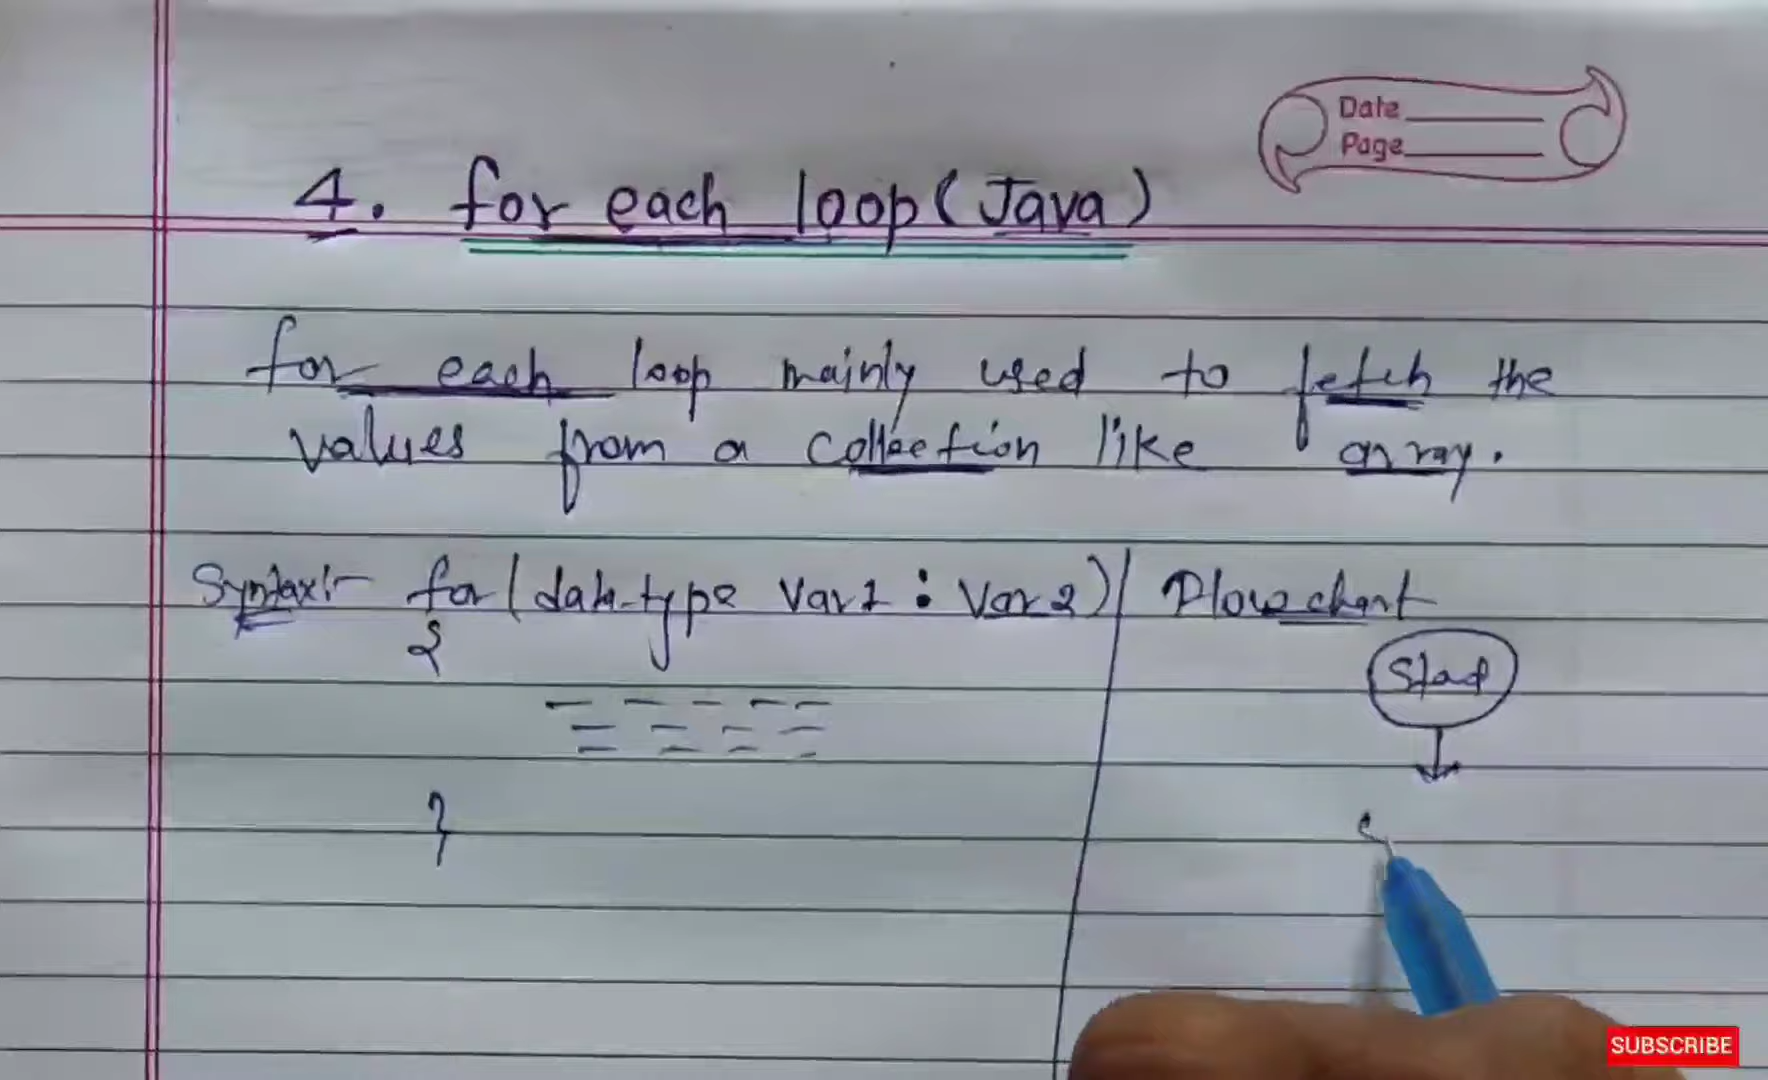 Date
Page
4. for each loop (Java)
for each loop mainly used to fetch the
values from a collection like array.
Syntax:- for (data-type var1 : var2)
{
}
Flowchart
Start
SUBSCRIBE